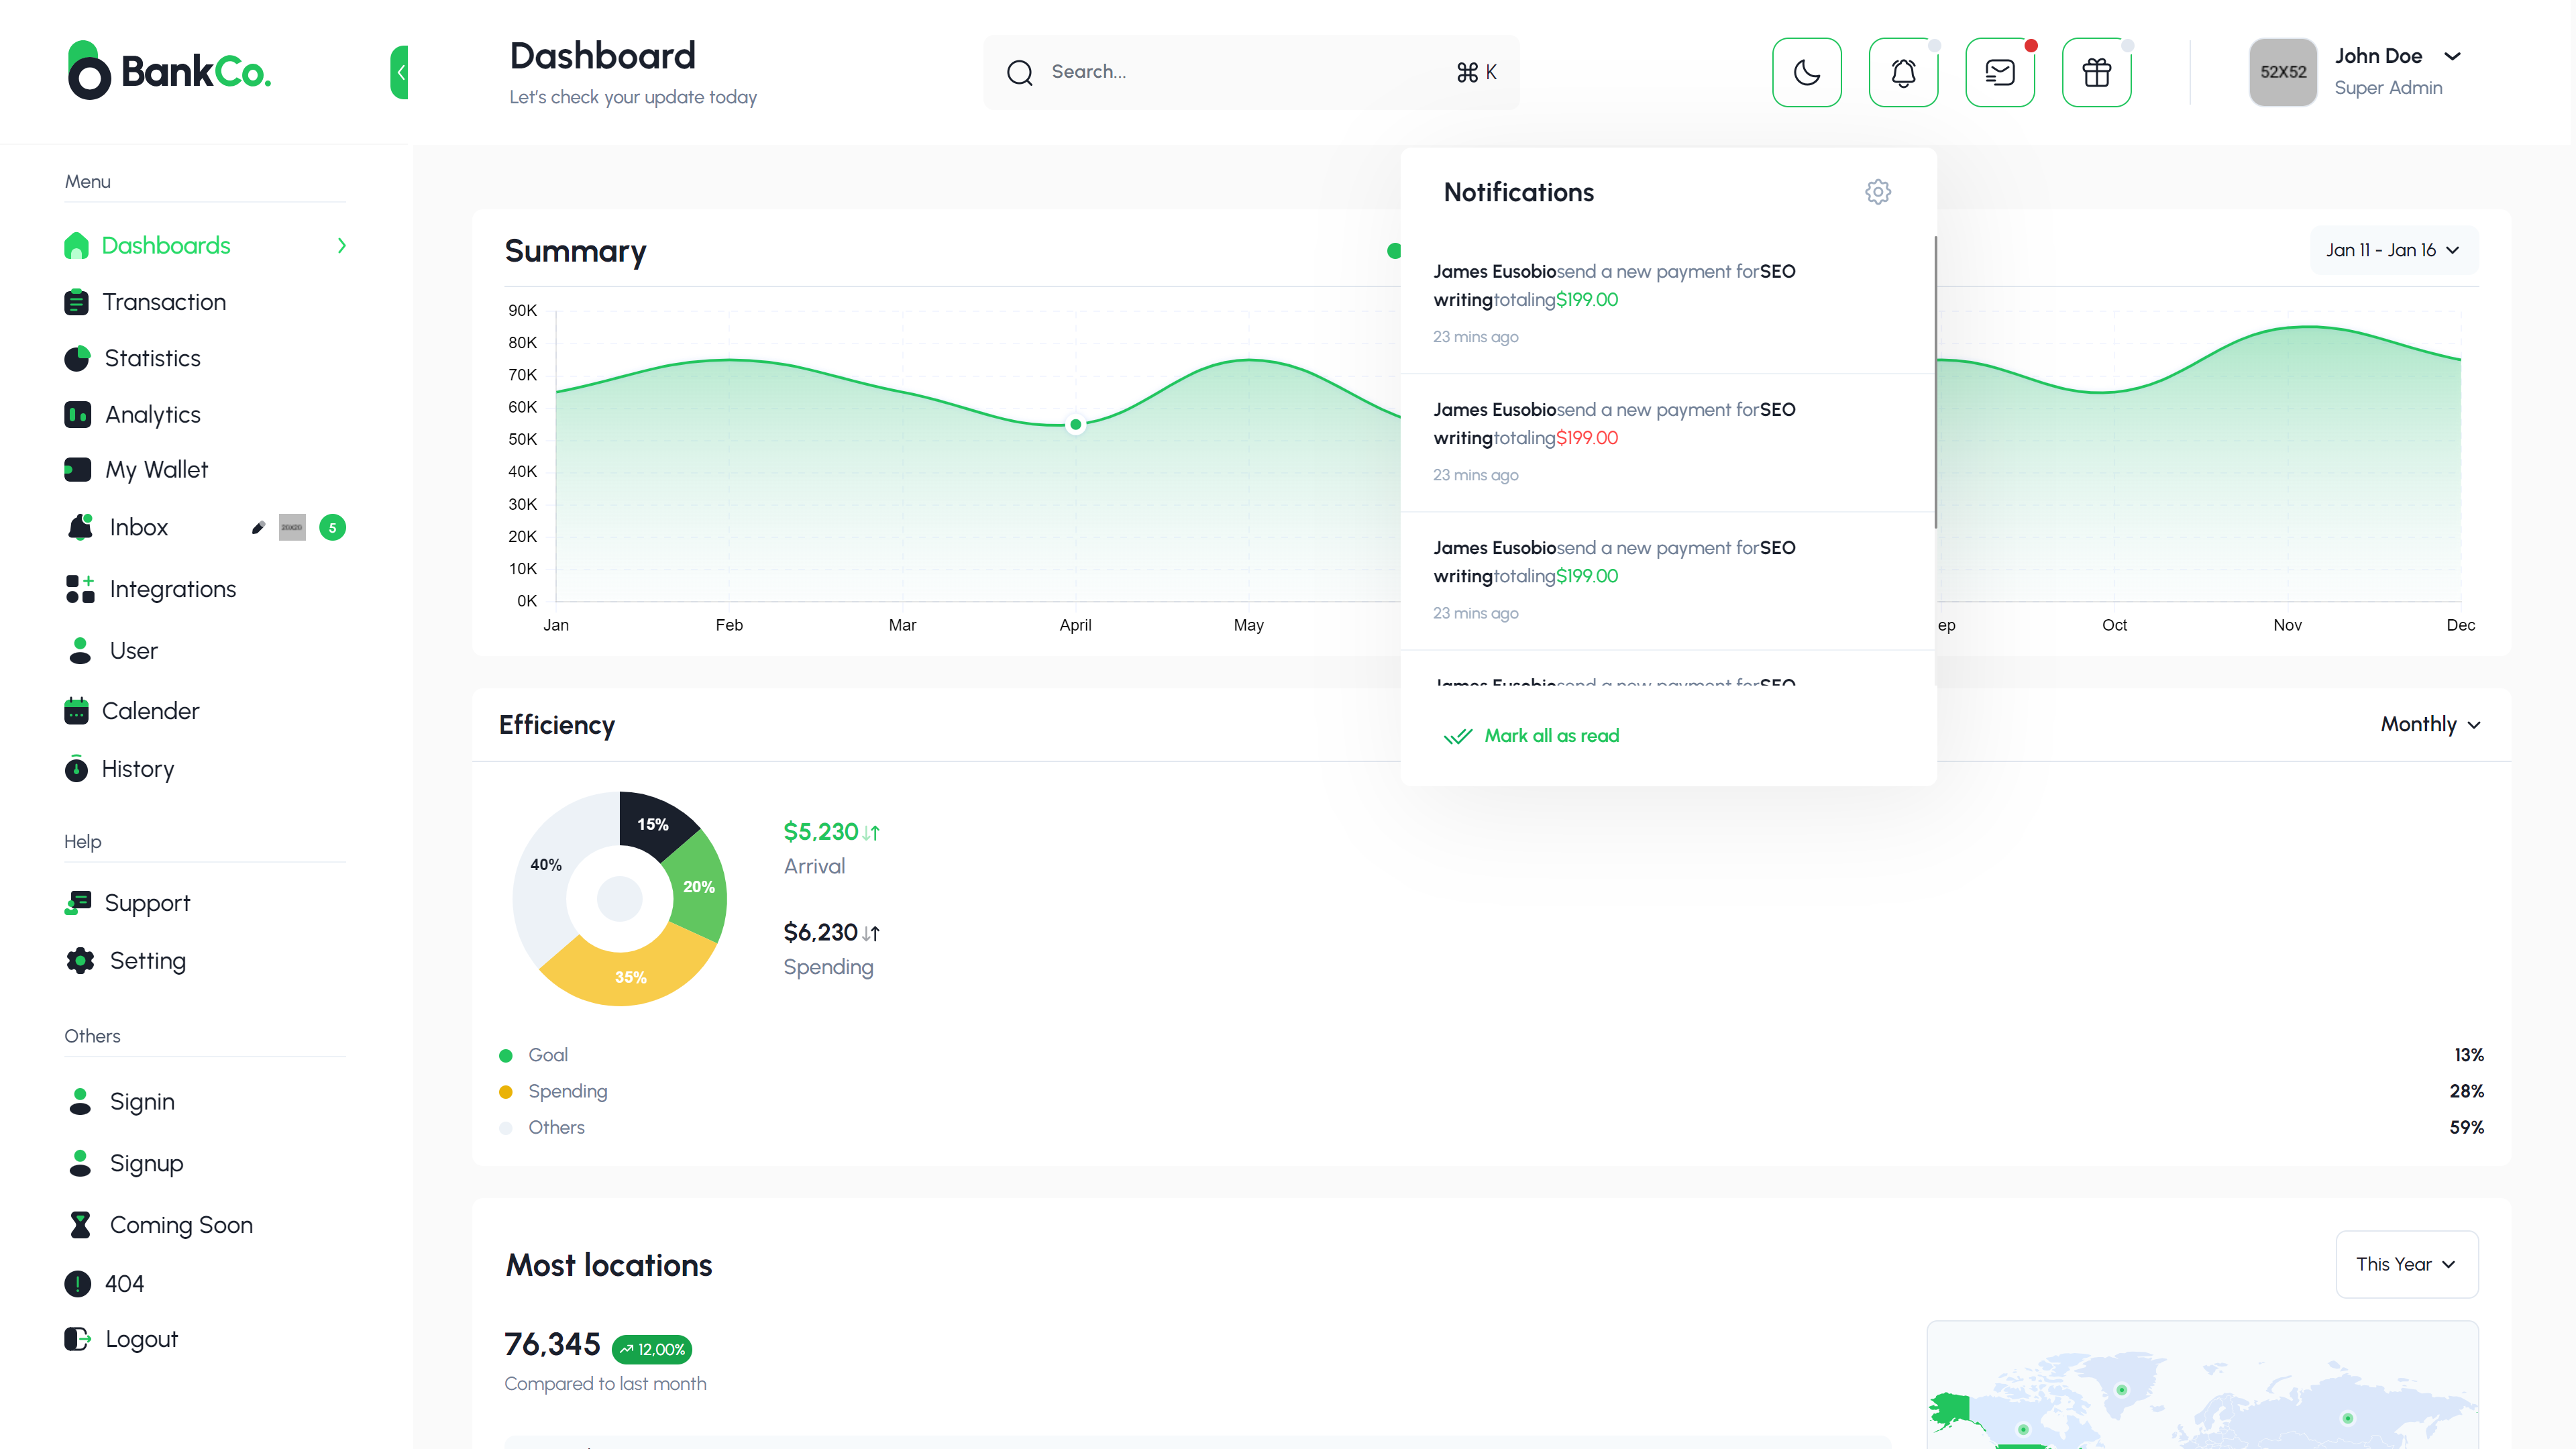 BankCo.
Dashboard
Let's check your update today
Search...
⌘ K
52X52
John Doe
Super Admin
Menu
Dashboards
Transaction
Statistics
Analytics
My Wallet
Inbox
20X20
5
Integrations
User
Calender
History
Help
Support
Setting
Others
Signin
Signup
Coming Soon
404
Logout
Summary
Jan 11 - Jan 16
90K
80K
70K
60K
50K
40K
30K
20K
10K
0K
Jan
Feb
Mar
April
May
ep
Oct
Nov
Dec
Notifications
James Eusobiosend a new payment forSEO
writingtotaling$199.00
23 mins ago
James Eusobiosend a new payment forSEO
writingtotaling$199.00
23 mins ago
James Eusobiosend a new payment forSEO
writingtotaling$199.00
23 mins ago
James Eusobiosend a new payment forSEO
Mark all as read
Efficiency
Monthly
15%
20%
35%
40%
$5,230
Arrival
$6,230
Spending
Goal
13%
Spending
28%
Others
59%
Most locations
This Year
76,345
12,00%
Compared to last month